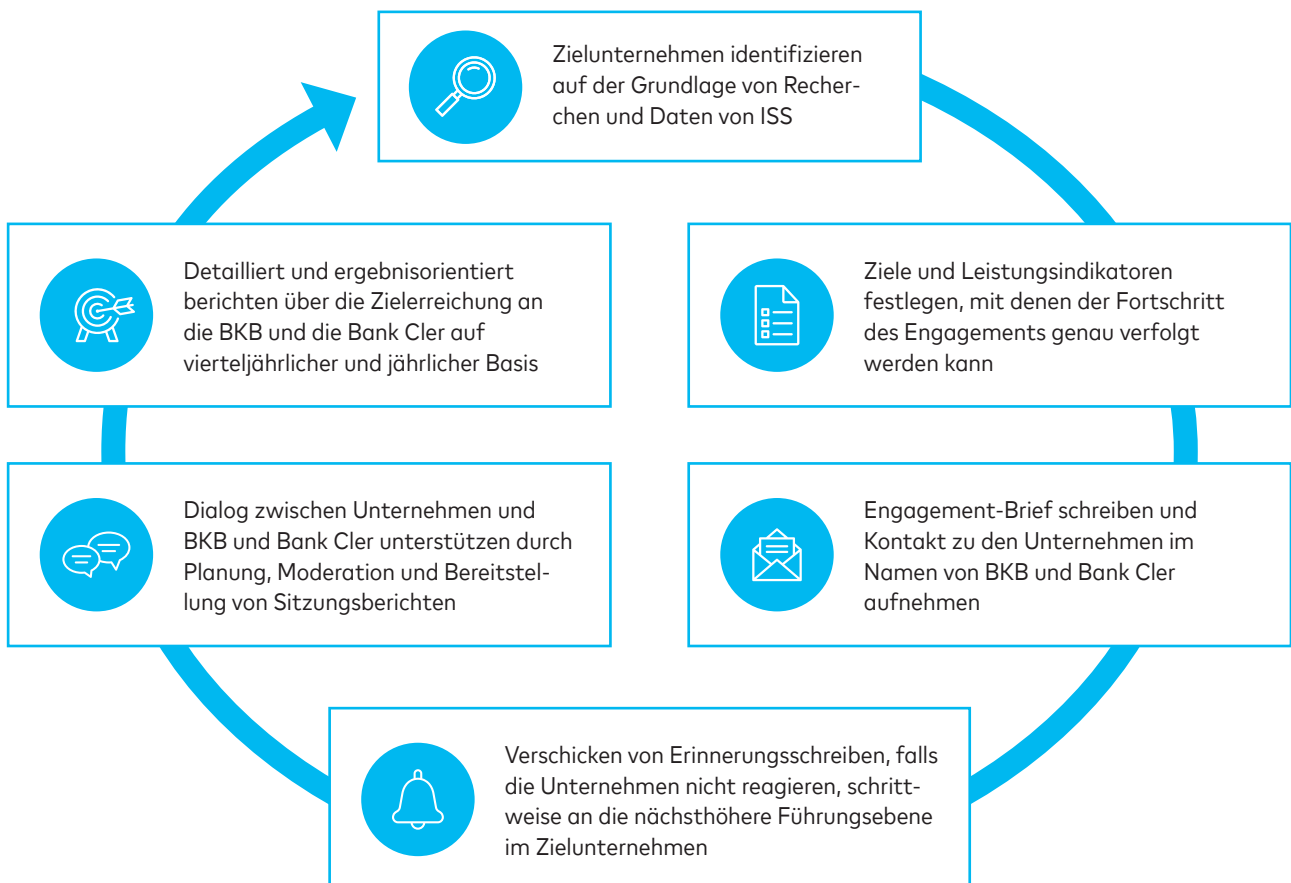 Zielunternehmen identifizieren
auf der Grundlage von Recher-
chen und Daten von ISS
Ziele und Leistungsindikatoren
festlegen, mit denen der Fortschritt
des Engagements genau verfolgt
werden kann
Engagement-Brief schreiben und
Kontakt zu den Unternehmen im
Namen von BKB und Bank Cler
aufnehmen
Verschicken von Erinnerungsschreiben, falls
die Unternehmen nicht reagieren, schritt-
weise an die nächsthöhere Führungsebene
im Zielunternehmen
Dialog zwischen Unternehmen und
BKB und Bank Cler unterstützen durch
Planung, Moderation und Bereitstel-
lung von Sitzungsberichten
Detailliert und ergebnisorientiert
berichten über die Zielerreichung an
die BKB und die Bank Cler auf
vierteljährlicher und jährlicher Basis